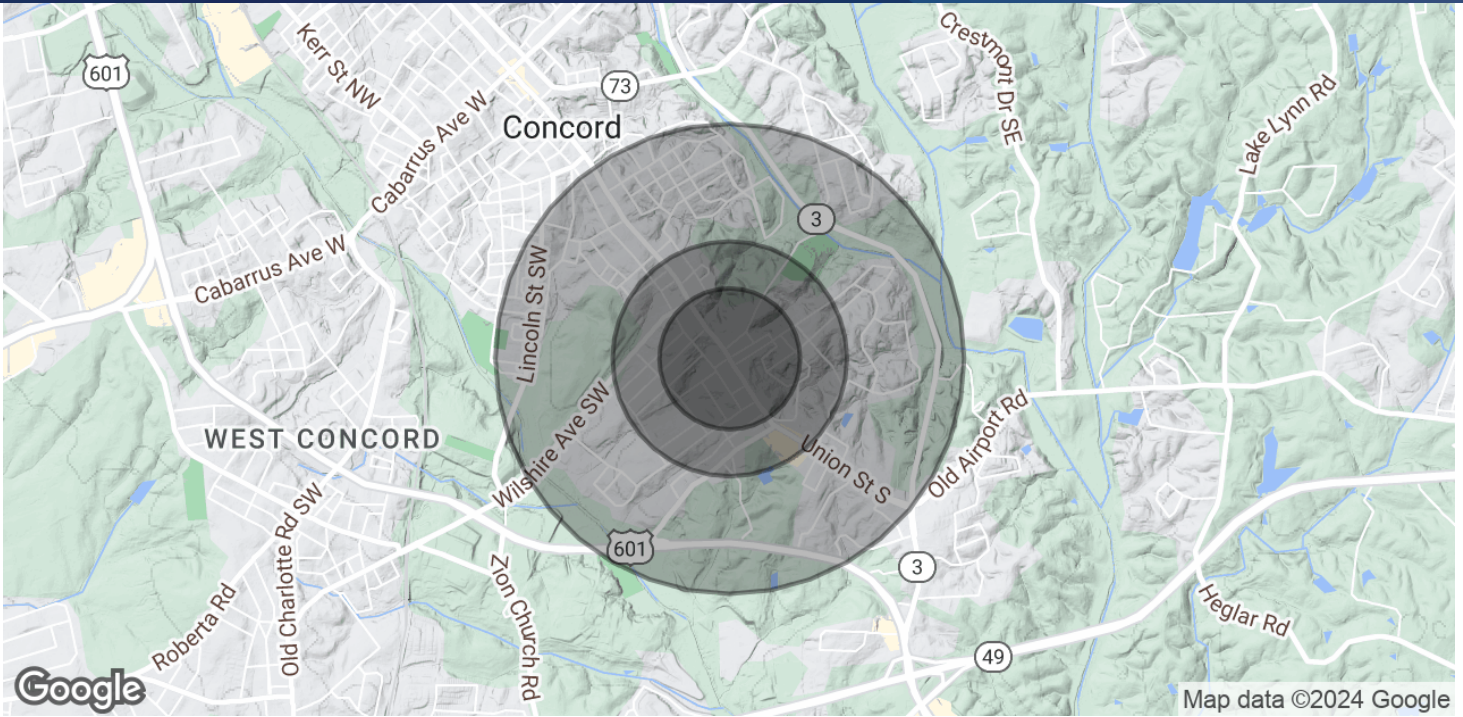 601
Kerr St NW
73
Crestmont Dr SE
Lake Lynn Rd
Cabarrus Ave W
Concord
3
Cabarrus Ave W
Lincoln St SW
WEST CONCORD
Wilshire Ave SW
Union St S
Old Airport Rd
Roberta Rd SW
601
3
Zion Church Rd
Old Charlotte Rd
Roberta Rd
Heglar Rd
49
Google
Map data ©2024 Google